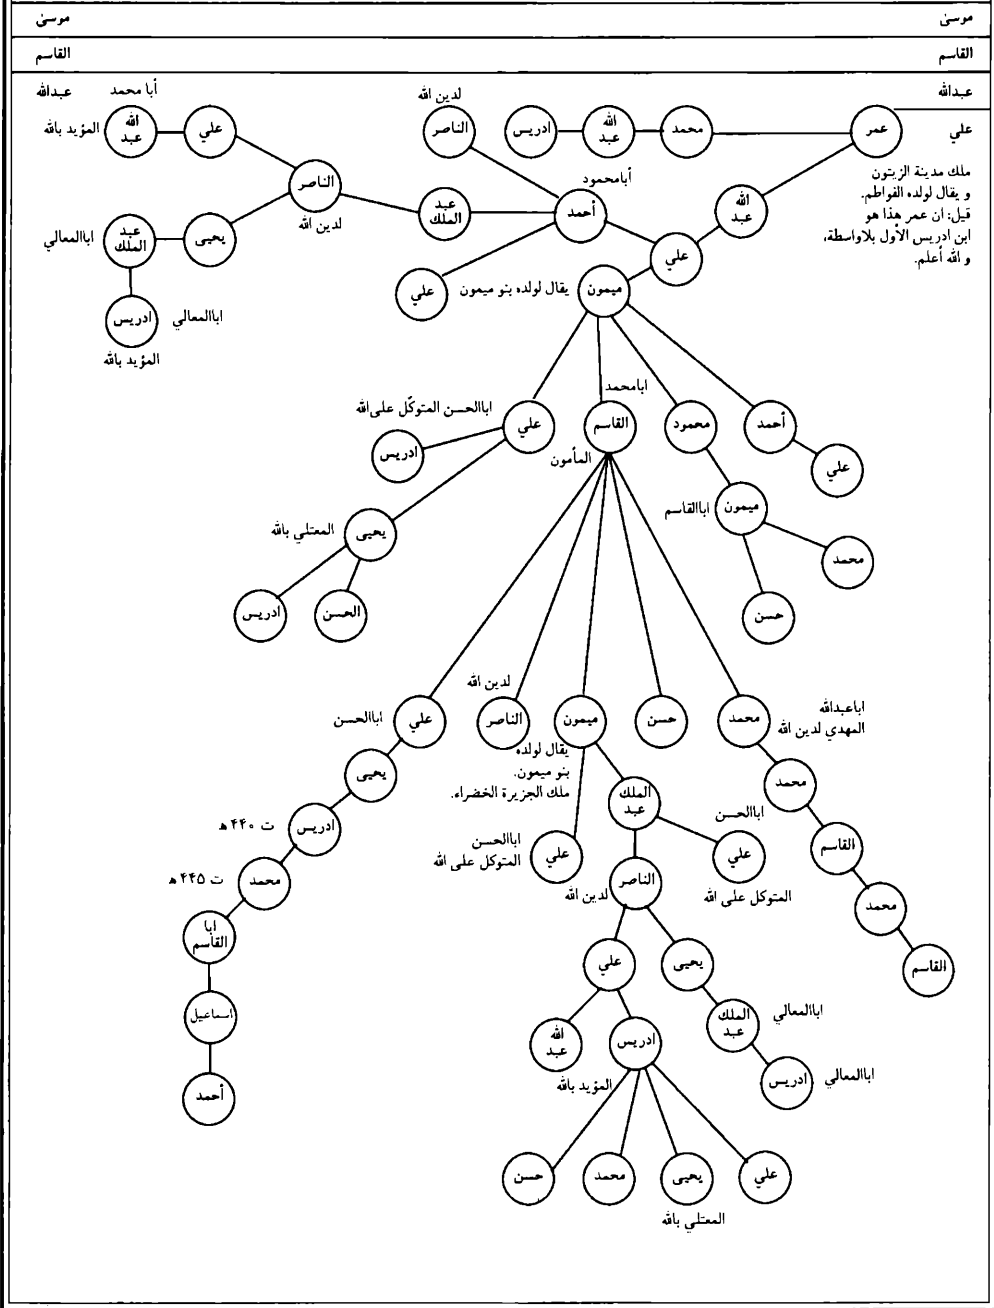 موسىٰ
موسىٰ
القاسم
القاسم
عبدالله
عبدالله
علي
عمر
محمد
عبد الله
ادريس
لدين الله
الناصر
أبا محمد
علي
عبد الله
المؤيد بالله
ملك مدينة الزيتون
و يقال لولده الفواطم.
قيل: ان عمر هذا هو
ابن ادريس الأول بلاواسطة،
و الله أعلم.
عبد الله
علي
أبامحمود
أحمد
عبد الملك
الناصر
لدين الله
علي
يحيى
عبد الملك
اباالمعالي
ادريس
اباالمعالي
المؤيد بالله
ميمون
يقال لولده بنو ميمون
أحمد
علي
محمود
ميمون
اباالقاسم
محمد
حسن
ابامحمد
القاسم
المأمون
علي
اباالحسن المتوكّل على الله
ادريس
يحيى
المعتلي بالله
الحسن
ادريس
اباعبدالله
المهدي لدين الله
محمد
محمد
القاسم
محمد
القاسم
حسن
ميمون
يقال لولده
بنو ميمون.
ملك الجزيرة الخضراء.
لدين الله
الناصر
علي
اباالحسن
يحيى
ادريس
ت ۴۴۰ ه
محمد
ت ۴۴۵ ه
ابا
القاسم
اسماعيل
أحمد
الملك
عبد
اباالحسن
علي
المتوكل على الله
علي
اباالحسن
المتوكل على الله
الناصر
لدين الله
يحيى
علي
الملك
عبد
اباالمعالي
ادريس
اباالمعالي
ادريس
المؤيد بالله
الله
عبد
علي
يحيى
المعتلي بالله
محمد
حسن